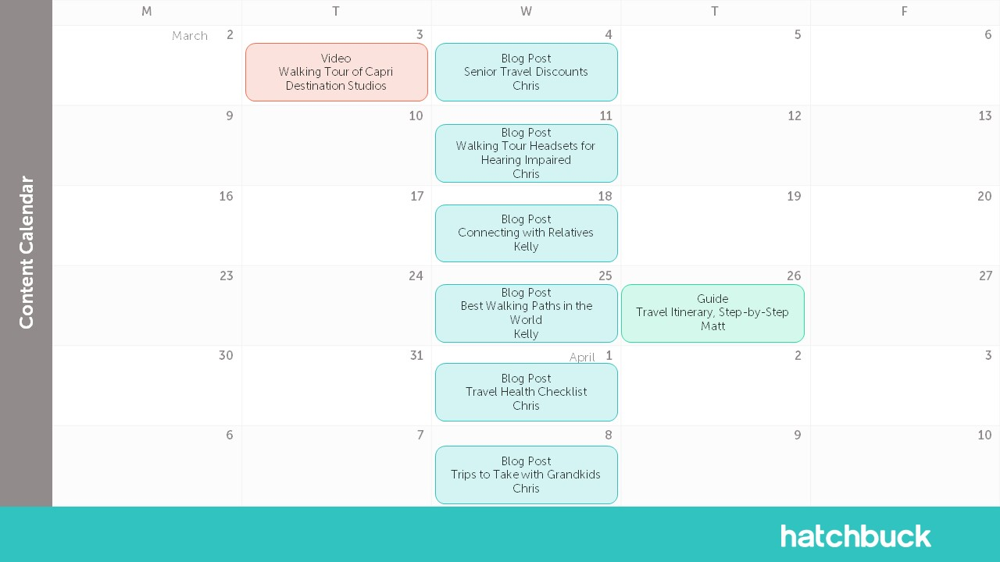 M T W T F
March 2 3 4 5 6
Video
Walking Tour of Capri
Destination Studios
Blog Post
Senior Travel Discounts
Chris
9 10 11 12 13
Blog Post
Walking Tour Headsets for
Hearing Impaired
Chris
16 17 18 19 20
Blog Post
Connecting with Relatives
Kelly
23 24 25 26 27
Blog Post
Best Walking Paths in the
World
Kelly
Guide
Travel Itinerary, Step-by-Step
Matt
30 31 April 1 2 3
Blog Post
Travel Health Checklist
Chris
6 7 8 9 10
Blog Post
Trips to Take with Grandkids
Chris
Content Calendar
hatchbuck